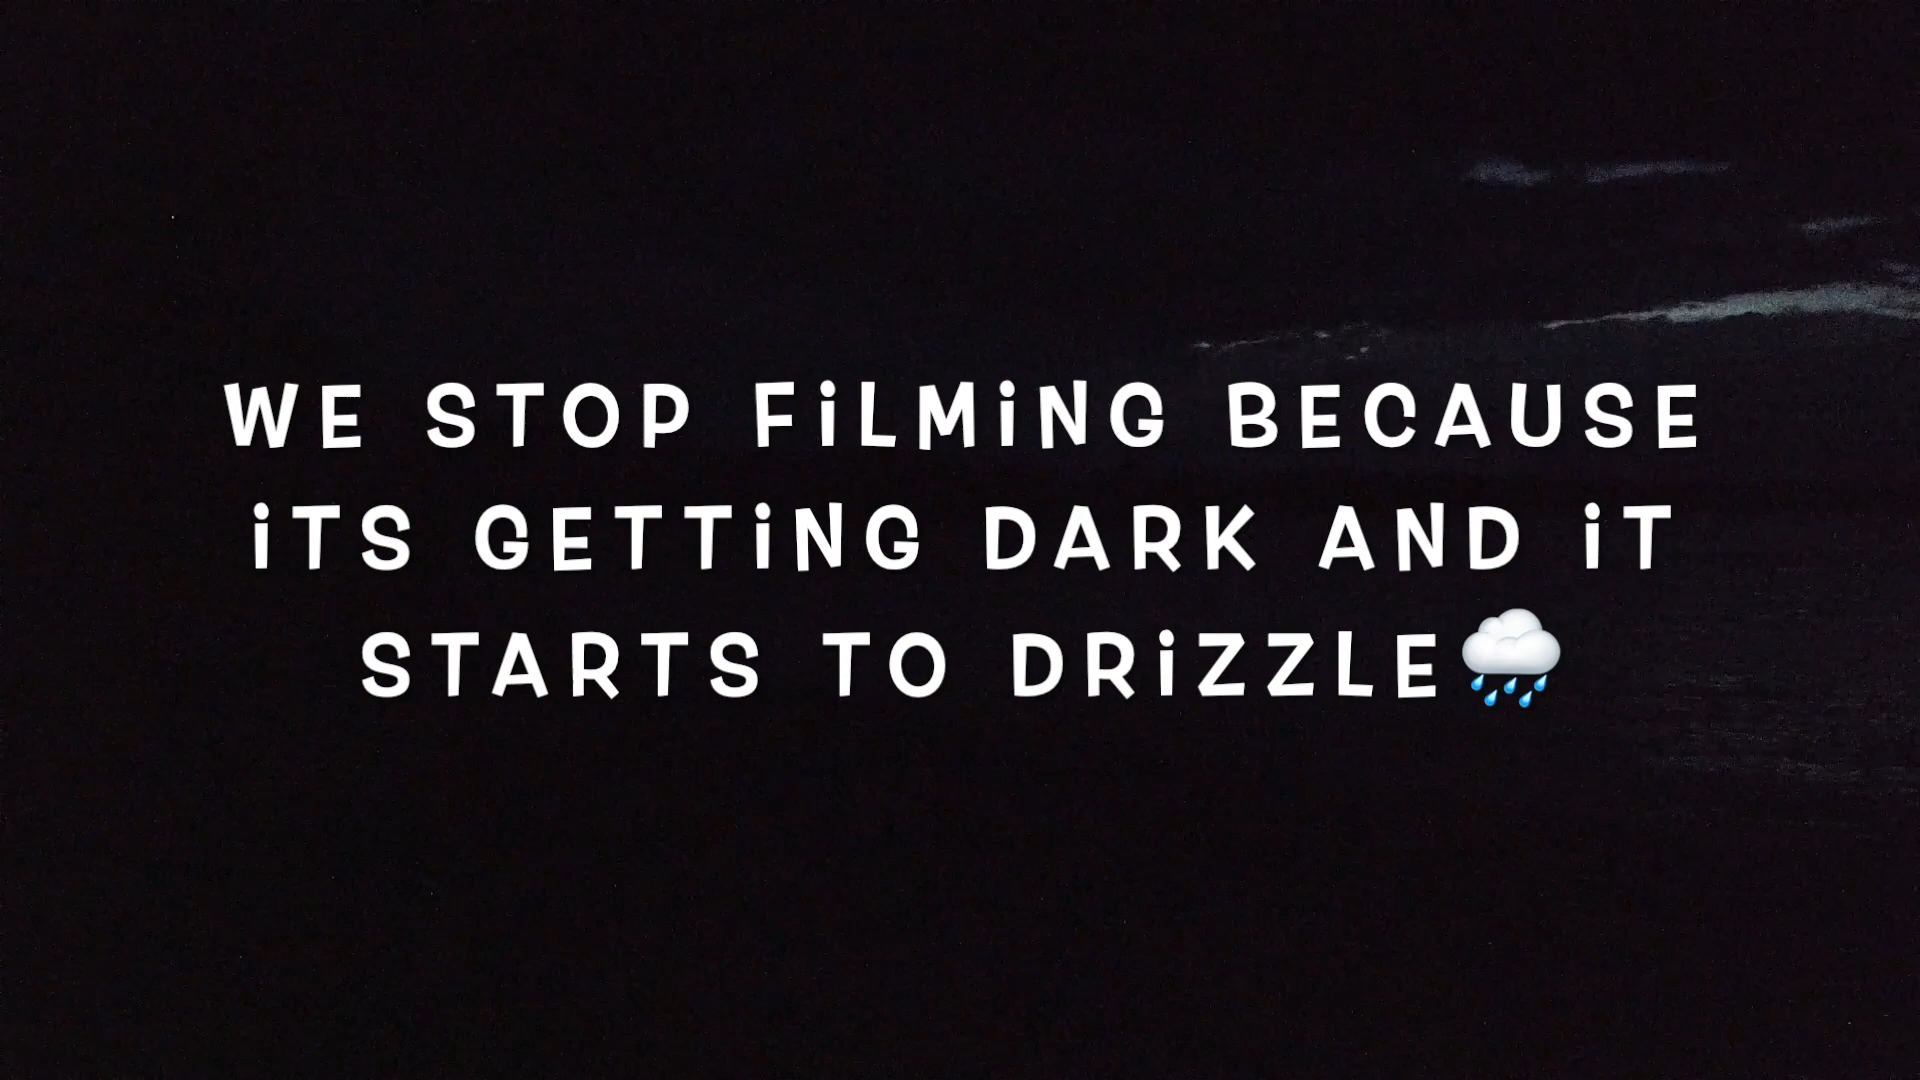 WE STOP FiLMiNG BECAUSE
iTS GETTiNG DARK AND iT
STARTS TO DRiZZLE🌧️